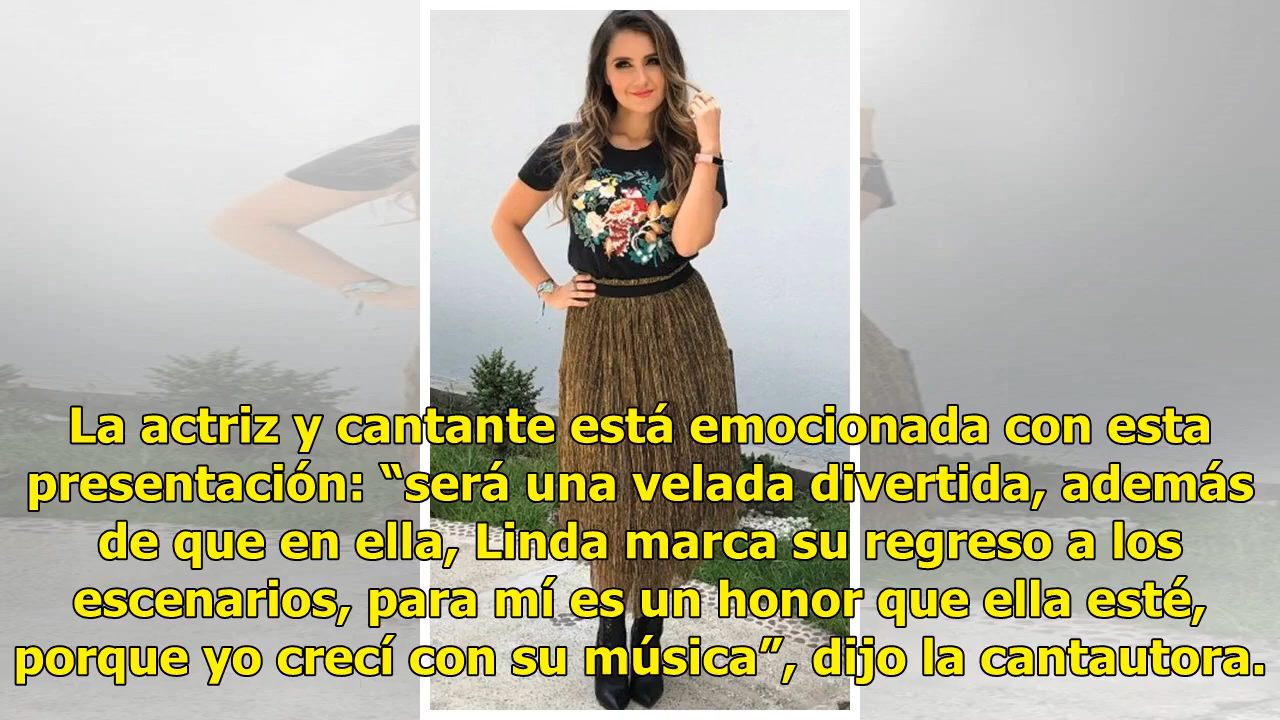 La actriz y cantante está emocionada con esta
presentación: “será una velada divertida, además
de que en ella, Linda marca su regreso a los
escenarios, para mí es un honor que ella esté,
porque yo crecí con su música”, dijo la cantautora.